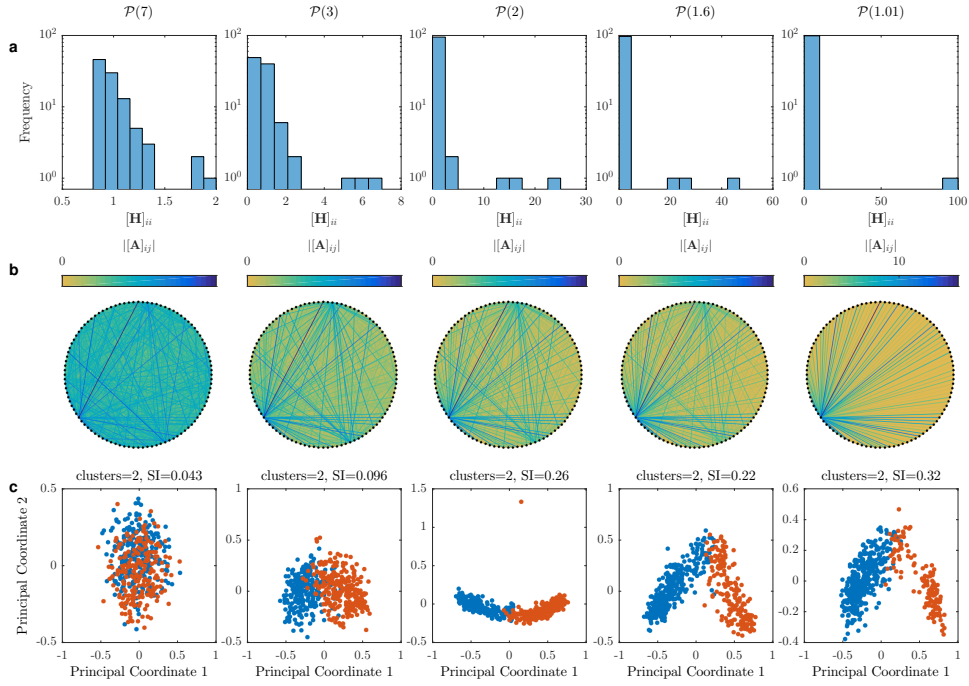 P(7) P(3) P(2) P(1.6) P(1.01)
a
Frequency
10² 10² 10² 10² 10²
10¹ 10¹ 10¹ 10¹ 10¹
10⁰ 10⁰ 10⁰ 10⁰ 10⁰
0.5 1 1.5 2 0 2 4 6 8 0 10 20 30 0 20 40 60 0 50 100
[H]ii [H]ii [H]ii [H]ii [H]ii
|[A]ij| |[A]ij| |[A]ij| |[A]ij| |[A]ij|
b
0 0 0 0 0 10
clusters=2, SI=0.043 clusters=2, SI=0.096 clusters=2, SI=0.26 clusters=2, SI=0.22 clusters=2, SI=0.32
c
Principal Coordinate 2
0.5 1 1.5 1 0.6
0.4
1 0.5 0.2
0 0.5 0.5 0
0 0 0 -0.2
-0.4
-0.5 -0.5 -0.5 -0.5 0.4
-1 -0.5 0 0.5 1 -1 -0.5 0 0.5 1 -1 -0.5 0 0.5 1 -1 -0.5 0 0.5 1 -1 -0.5 0 0.5 1
Principal Coordinate 1 Principal Coordinate 1 Principal Coordinate 1 Principal Coordinate 1 Principal Coordinate 1